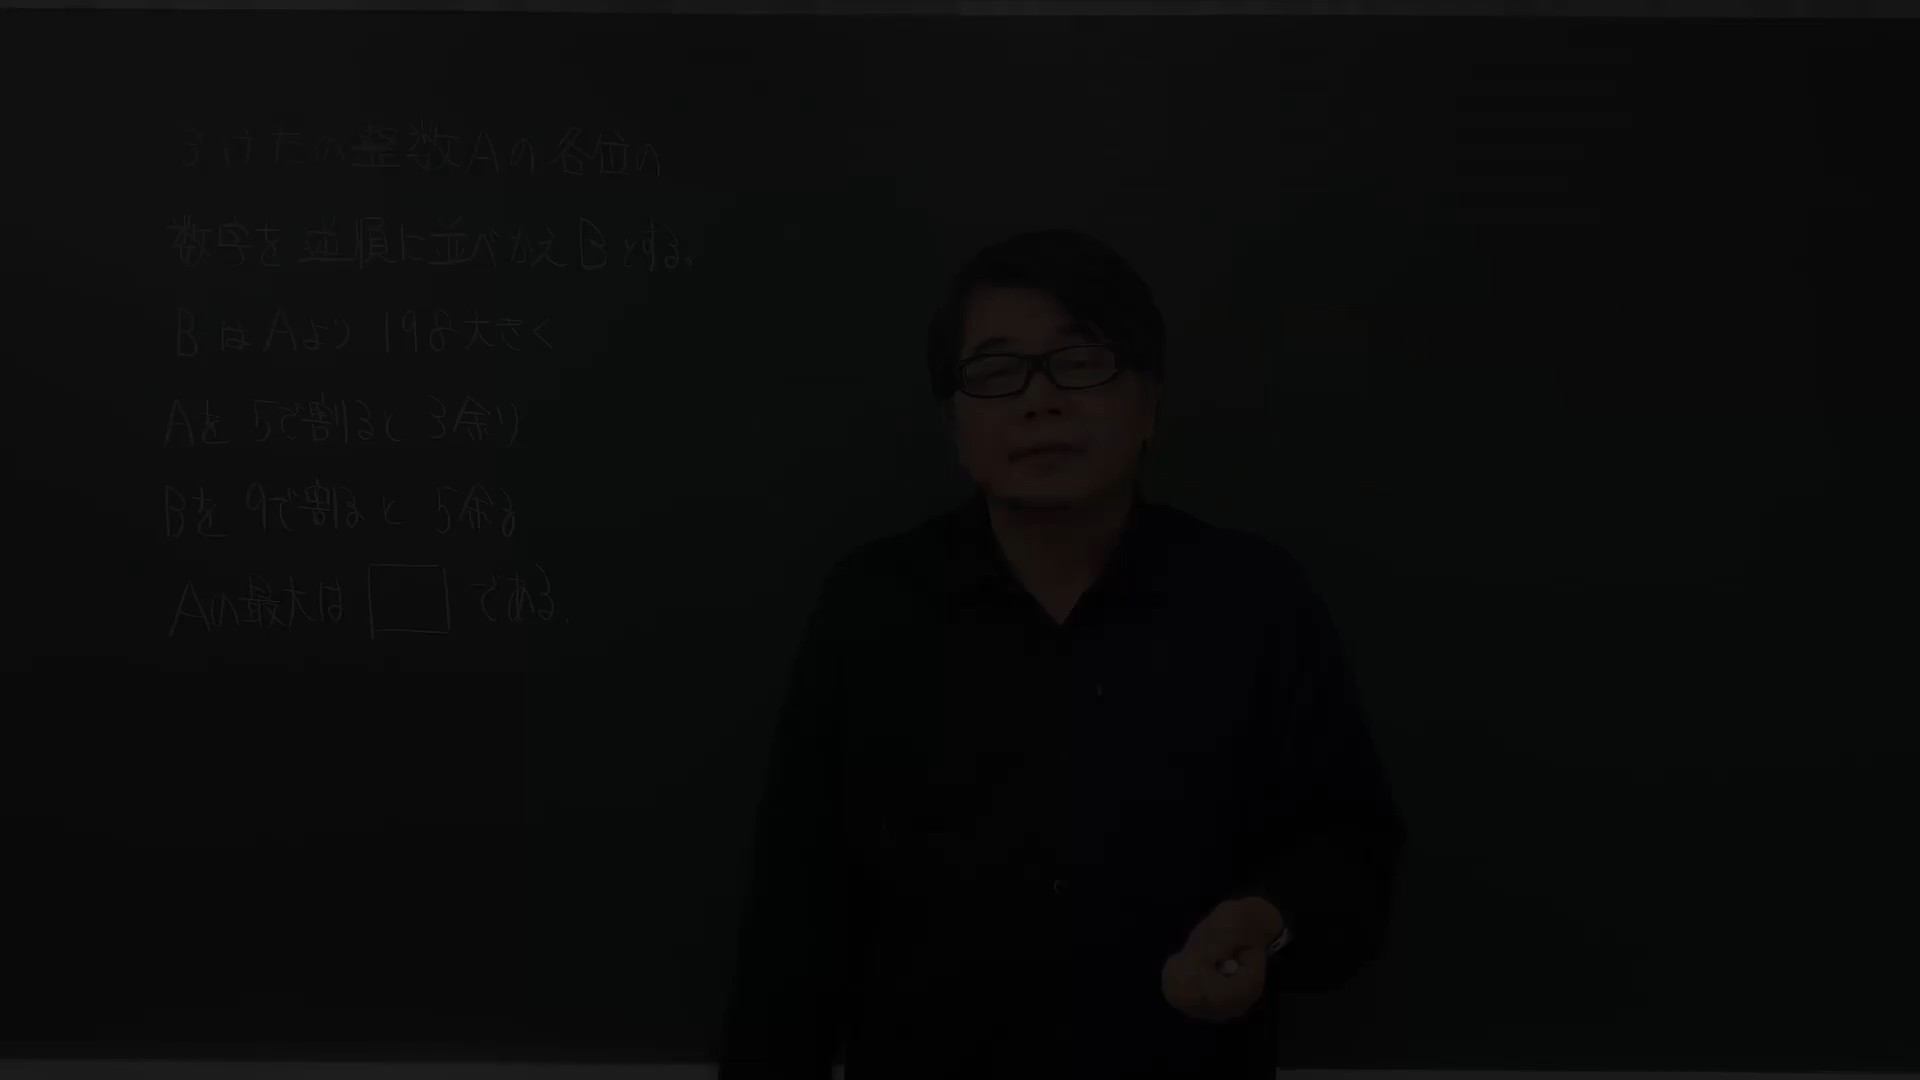 3けたの整数Aの各位の
数字を逆順に並べかえBとする。
BはAより198大きく
Aを5で割ると3余り
Bを9で割ると5余る
Aの最大は□である.